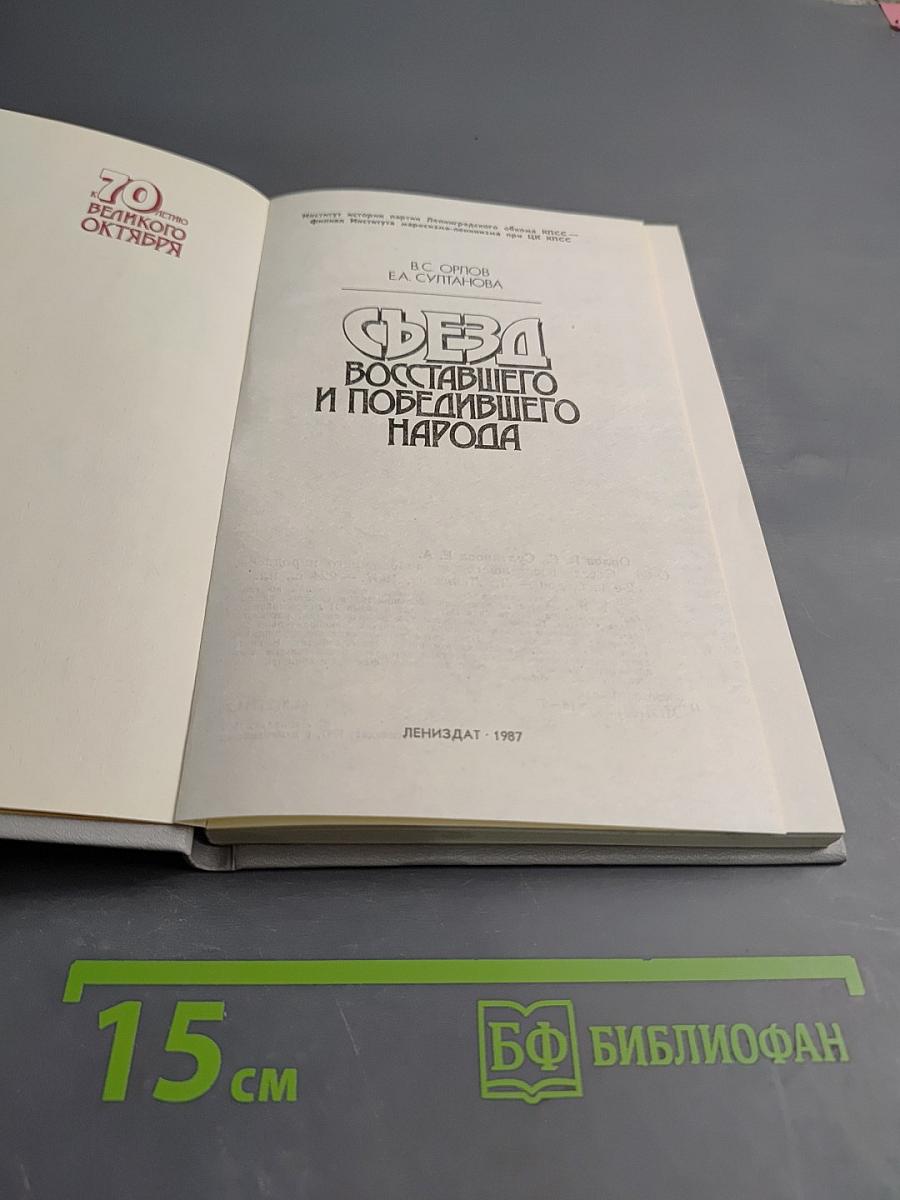 К 70-ЛЕТИЮ
ВЕЛИКОГО
ОКТЯБРЯ
Институт истории партии Ленинградского обкома КПСС —
филиал Института марксизма-ленинизма при ЦК КПСС
В.С. ОРЛОВ
Е.А. СУЛТАНОВА
СЪЕЗД
ВОССТАВШЕГО
И ПОБЕДИВШЕГО
НАРОДА
ЛЕНИЗДАТ · 1987
15 см
БФ БИБЛИОФАН